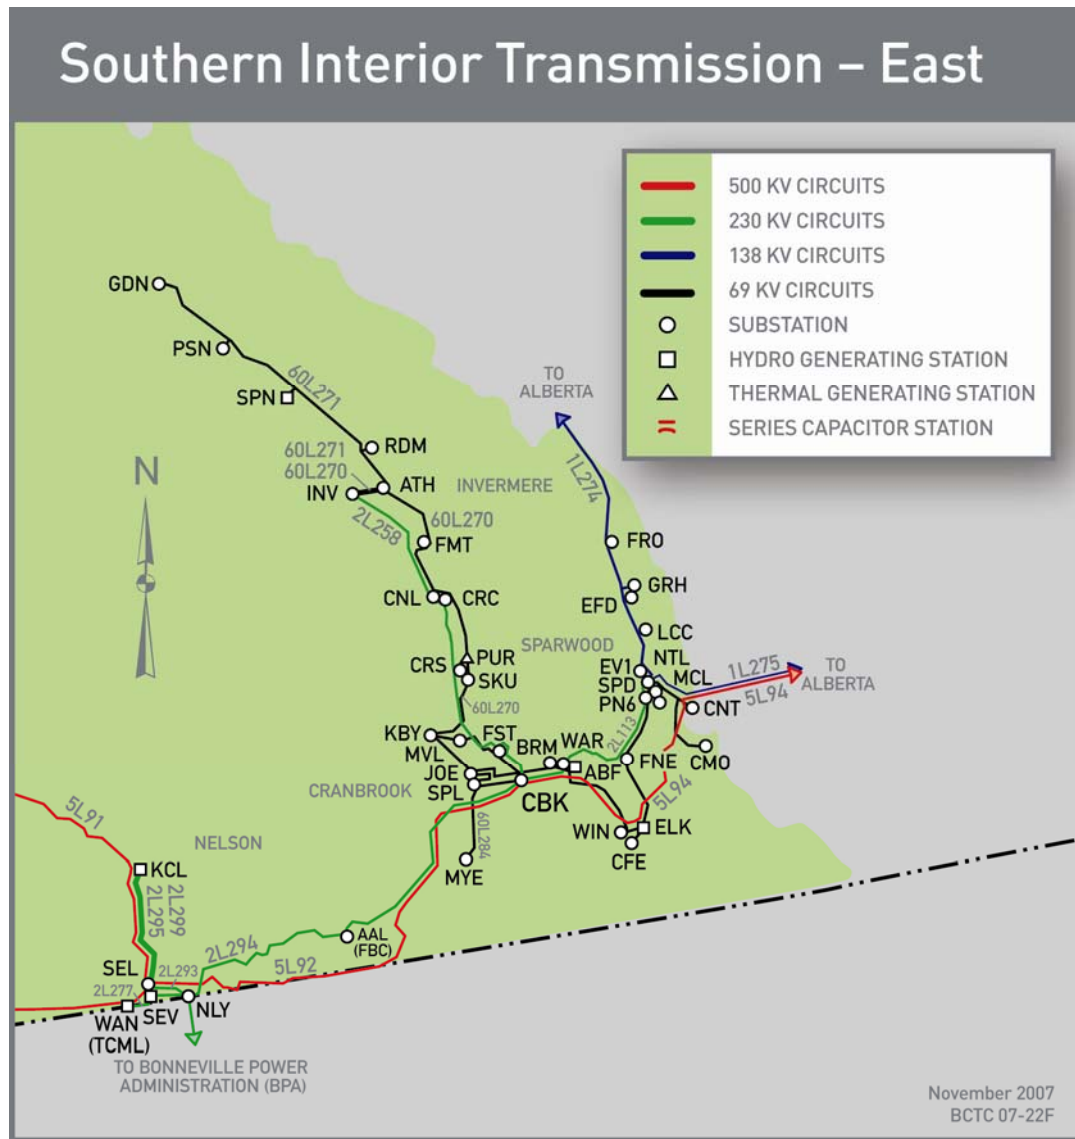 Southern Interior Transmission – East
500 KV CIRCUITS
230 KV CIRCUITS
138 KV CIRCUITS
69 KV CIRCUITS
SUBSTATION
HYDRO GENERATING STATION
THERMAL GENERATING STATION
SERIES CAPACITOR STATION
GDN
PSN
60L271
SPN
TO
ALBERTA
N
60L271
RDM
60L270
ATH
INVERMERE
INV
1L274
2L258
60L270
FMT
FRO
GRH
CNL
CRC
EFD
LCC
SPARWOOD
CRS
PUR
SKU
EV1
NTL
SPD
MCL
PN6
1L275
5L94
TO
ALBERTA
60L270
CNT
KBY
FST
MVL
BRM
WAR
2L113
JOE
ABF
FNE
CMO
SPL
CRANBROOK
CBK
5L94
5L91
60L284
WIN
ELK
CFE
NELSON
MYE
KCL
2L299
2L295
AAL
(FBC)
2L294
5L92
SEL
2L293
2L277
WAN
(TCML)
SEV
NLY
TO BONNEVILLE POWER
ADMINISTRATION (BPA)
November 2007
BCTC 07-22F